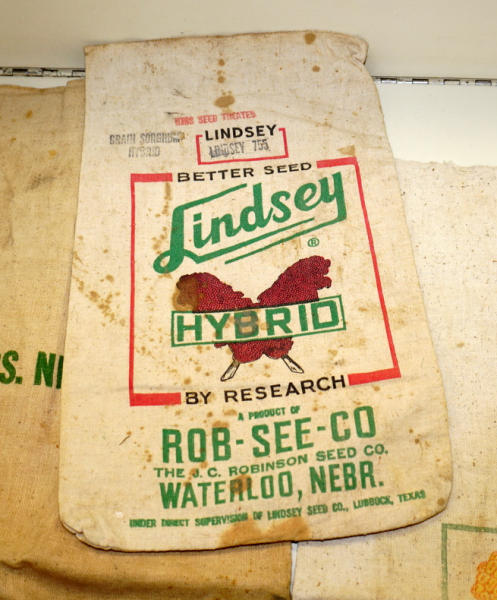 THIS SEED TREATED
GRAIN SORGHUM
HYBRID
LINDSEY
LINDSEY 755
BETTER SEED
Lindsey
®
HYBRID
BY RESEARCH
A PRODUCT OF
ROB-SEE-CO
THE J. C. ROBINSON SEED CO.
WATERLOO, NEBR.
UNDER DIRECT SUPERVISION OF LINDSEY SEED CO., LUBBOCK, TEXAS
S. N